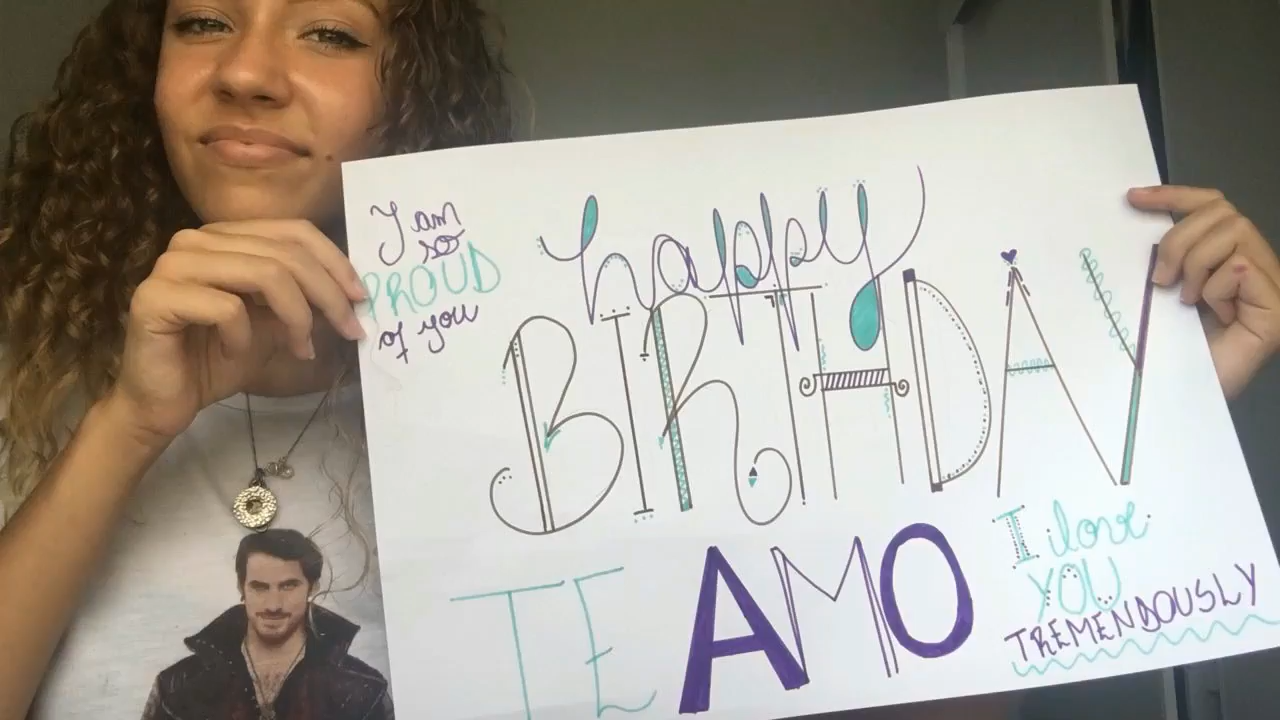 I am
so
PROUD
of you
happy
BIRTHDAY
TE AMO
I love
YOU
TREMENDOUSLY